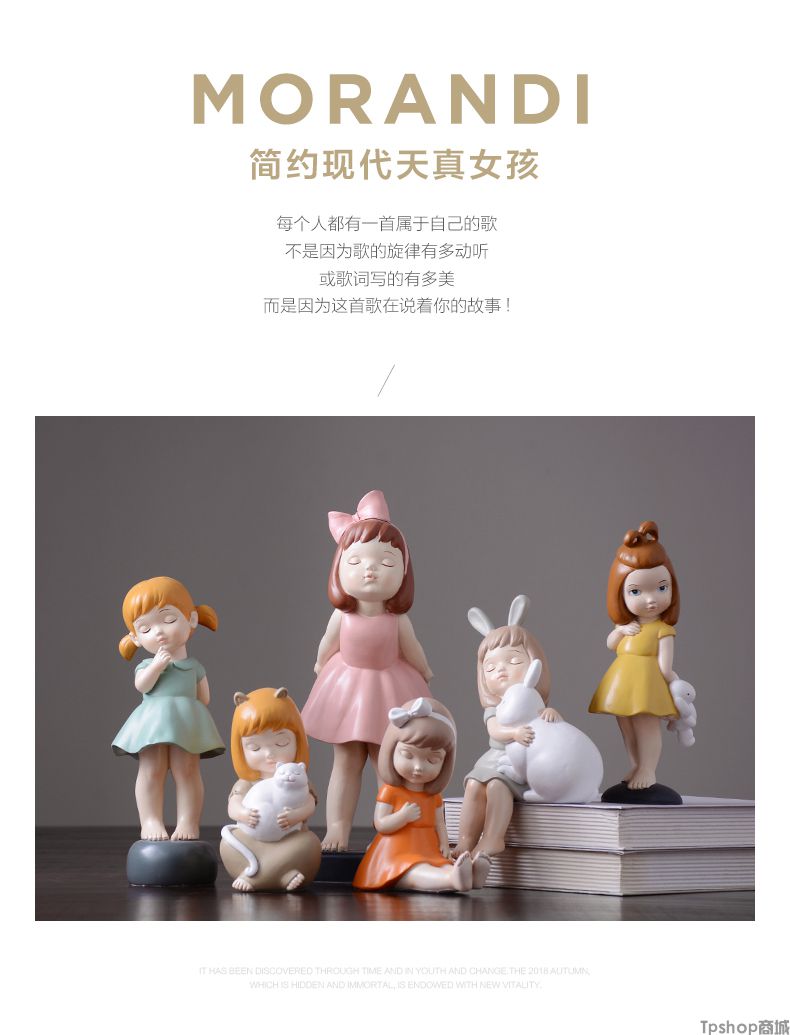 MORANDI
简约现代天真女孩
每个人都有一首属于自己的歌
不是因为歌的旋律有多动听
或歌词写的有多美
而是因为这首歌在说着你的故事！
IT HAS BEEN DISCOVERED THROUGH TIME AND IN YOUTH AND CHANGE.THE 2016 AUTUMN,
WHICH IS HIDDEN AND IMMORTAL, IS ENDOWED WITH NEW VITALITY.
Tpshop商城